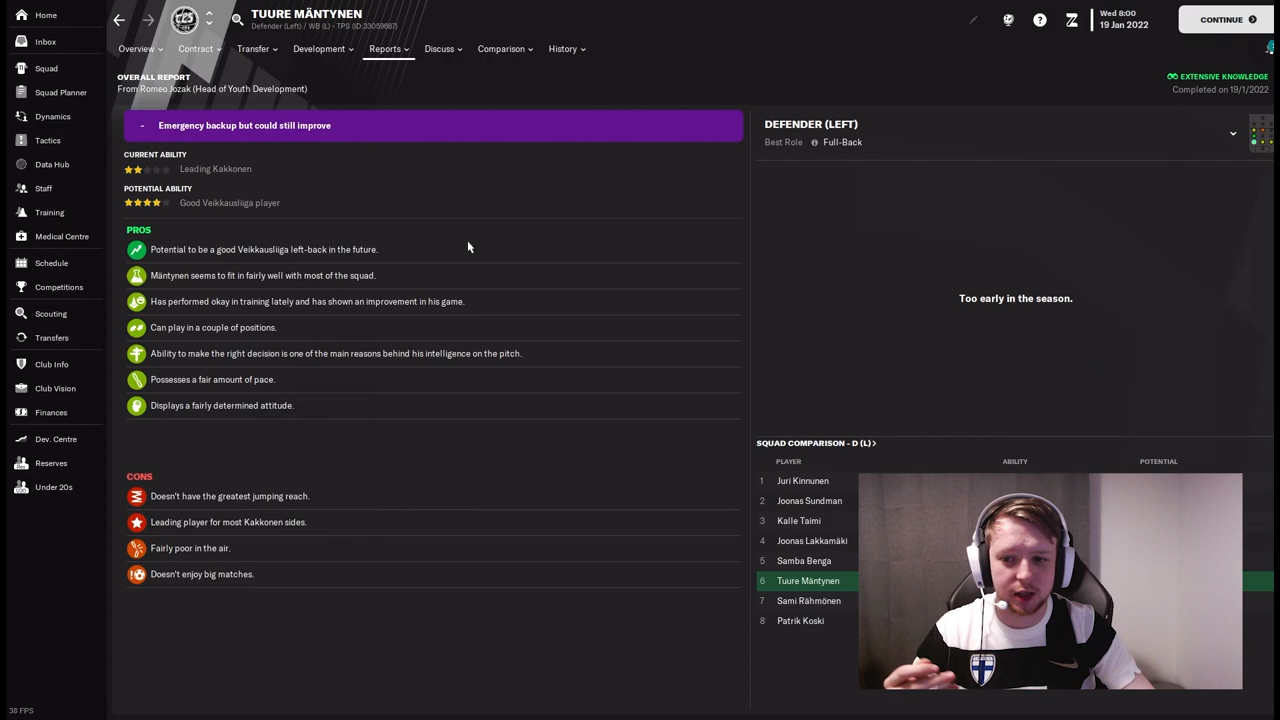 Home
Inbox
Squad
Squad Planner
Dynamics
Tactics
Data Hub
Staff
Training
Medical Centre
Schedule
Competitions
Scouting
Transfers
Club Info
Club Vision
Finances
Dev. Centre
Reserves
Under 20s
38 FPS
TUURE MÄNTYNEN
Defender (Left) / WB (L) - TPS (ID:33059687)
Wed 8:00
19 Jan 2022
CONTINUE
Overview
Contract
Transfer
Development
Reports
Discuss
Comparison
History
OVERALL REPORT
From Romeo Jozak (Head of Youth Development)
EXTENSIVE KNOWLEDGE
Completed on 19/1/2022
- Emergency backup but could still improve
CURRENT ABILITY
Leading Kakkonen
POTENTIAL ABILITY
Good Veikkausliiga player
PROS
Potential to be a good Veikkausliiga left-back in the future.
Mäntynen seems to fit in fairly well with most of the squad.
Has performed okay in training lately and has shown an improvement in his game.
Can play in a couple of positions.
Ability to make the right decision is one of the main reasons behind his intelligence on the pitch.
Possesses a fair amount of pace.
Displays a fairly determined attitude.
CONS
Doesn't have the greatest jumping reach.
Leading player for most Kakkonen sides.
Fairly poor in the air.
Doesn't enjoy big matches.
DEFENDER (LEFT)
Best Role Full-Back
Too early in the season.
SQUAD COMPARISON - D (L) >
PLAYER ABILITY POTENTIAL
1 Juri Kinnunen
2 Joonas Sundman
3 Kalle Taimi
4 Joonas Lakkamäki
5 Samba Benga
6 Tuure Mäntynen
7 Sami Rähmönen
8 Patrik Koski